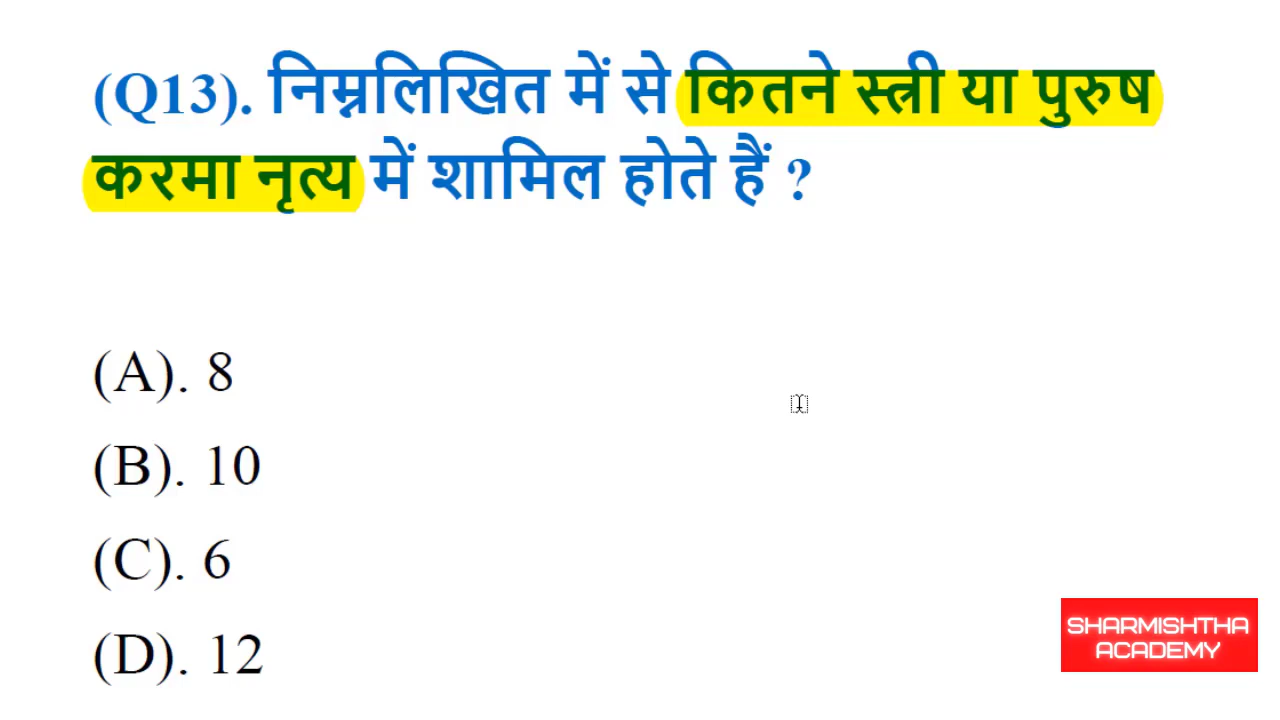 (Q13). निम्नलिखित में से कितने स्त्री या पुरुष
करमा नृत्य में शामिल होते हैं ?
(A). 8
(B). 10
(C). 6
(D). 12
SHARMISHTHA
ACADEMY